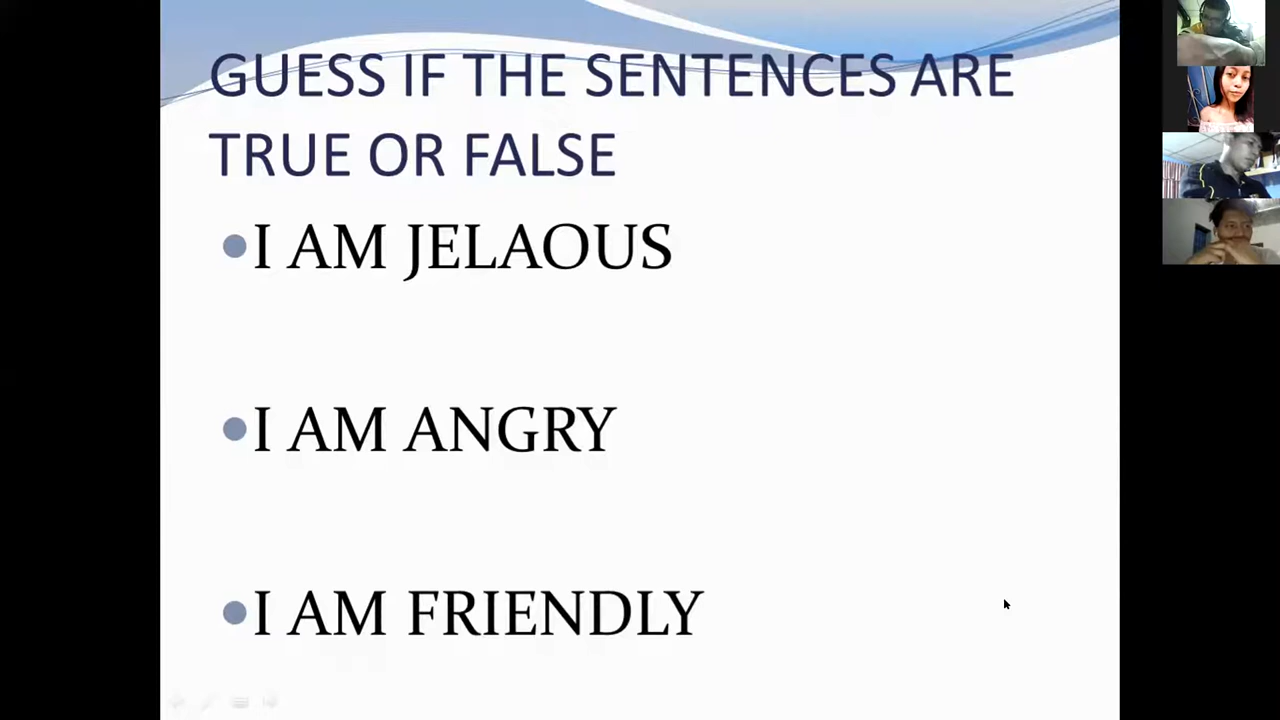 GUESS IF THE SENTENCES ARE
TRUE OR FALSE
I AM JELAOUS
I AM ANGRY
I AM FRIENDLY